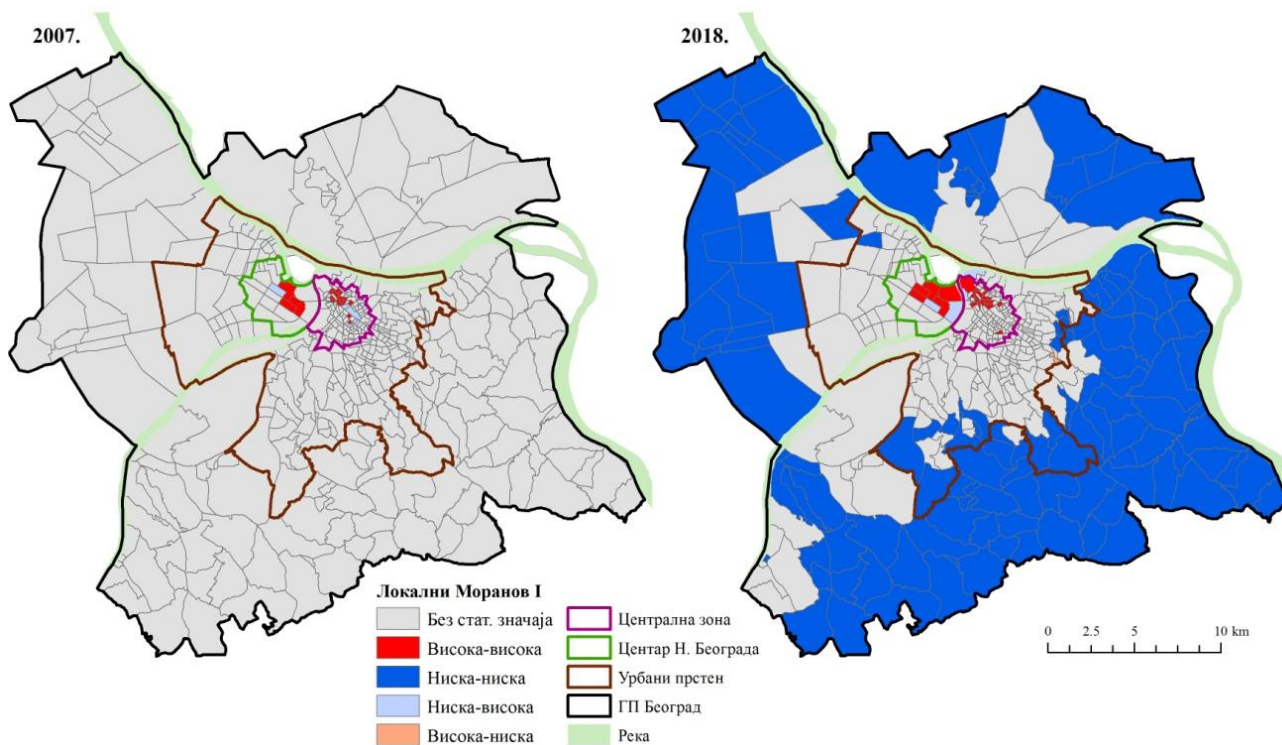 2007.
2018.
Локални Моранов I
Без стат. значаја
Висока-висока
Ниска-ниска
Ниска-висока
Висока-ниска
Централна зона
Центар Н. Београда
Урбани прстен
ГП Београд
Река
0 2.5 5 10 km